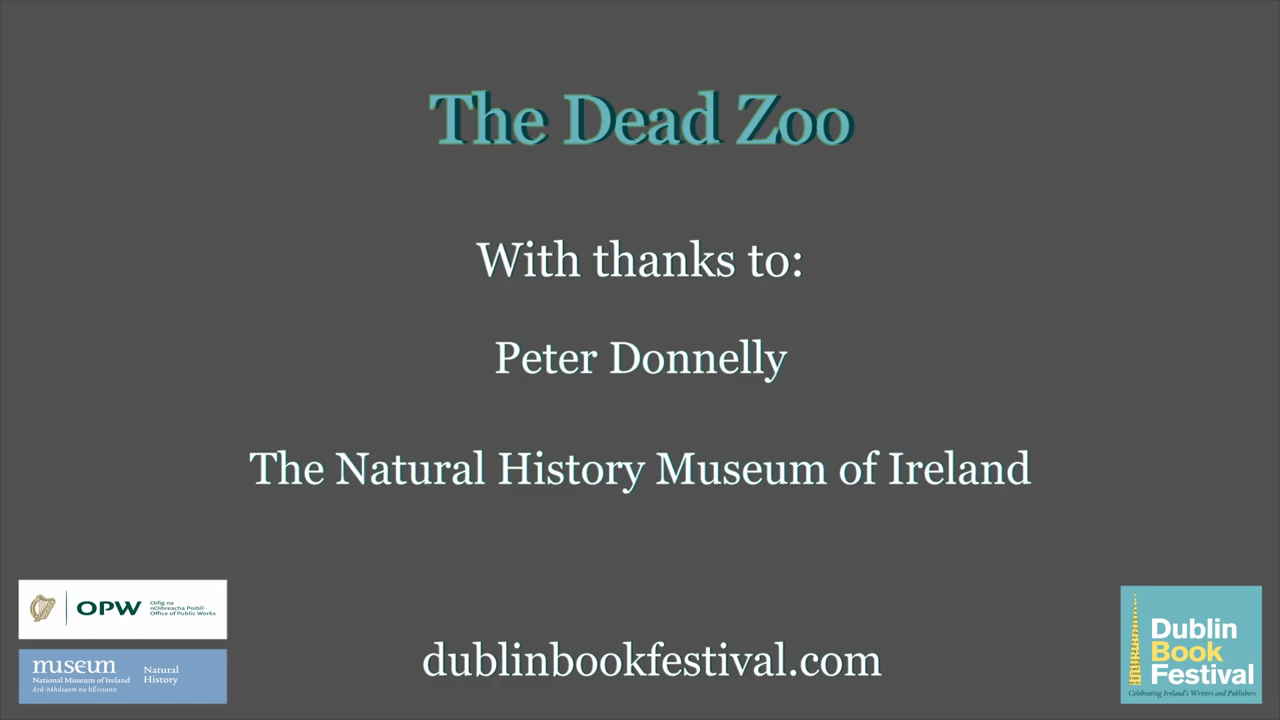 The Dead Zoo
With thanks to:
Peter Donnelly
The Natural History Museum of Ireland
OPW
Oifig na
nOibreacha Poiblí
Office of Public Works
museum
National Museum of Ireland
Ard-Mhúsaem na hÉireann
Natural
History
dublinbookfestival.com
Dublin
Book
Festival
Celebrating Ireland's Writers and Publishers